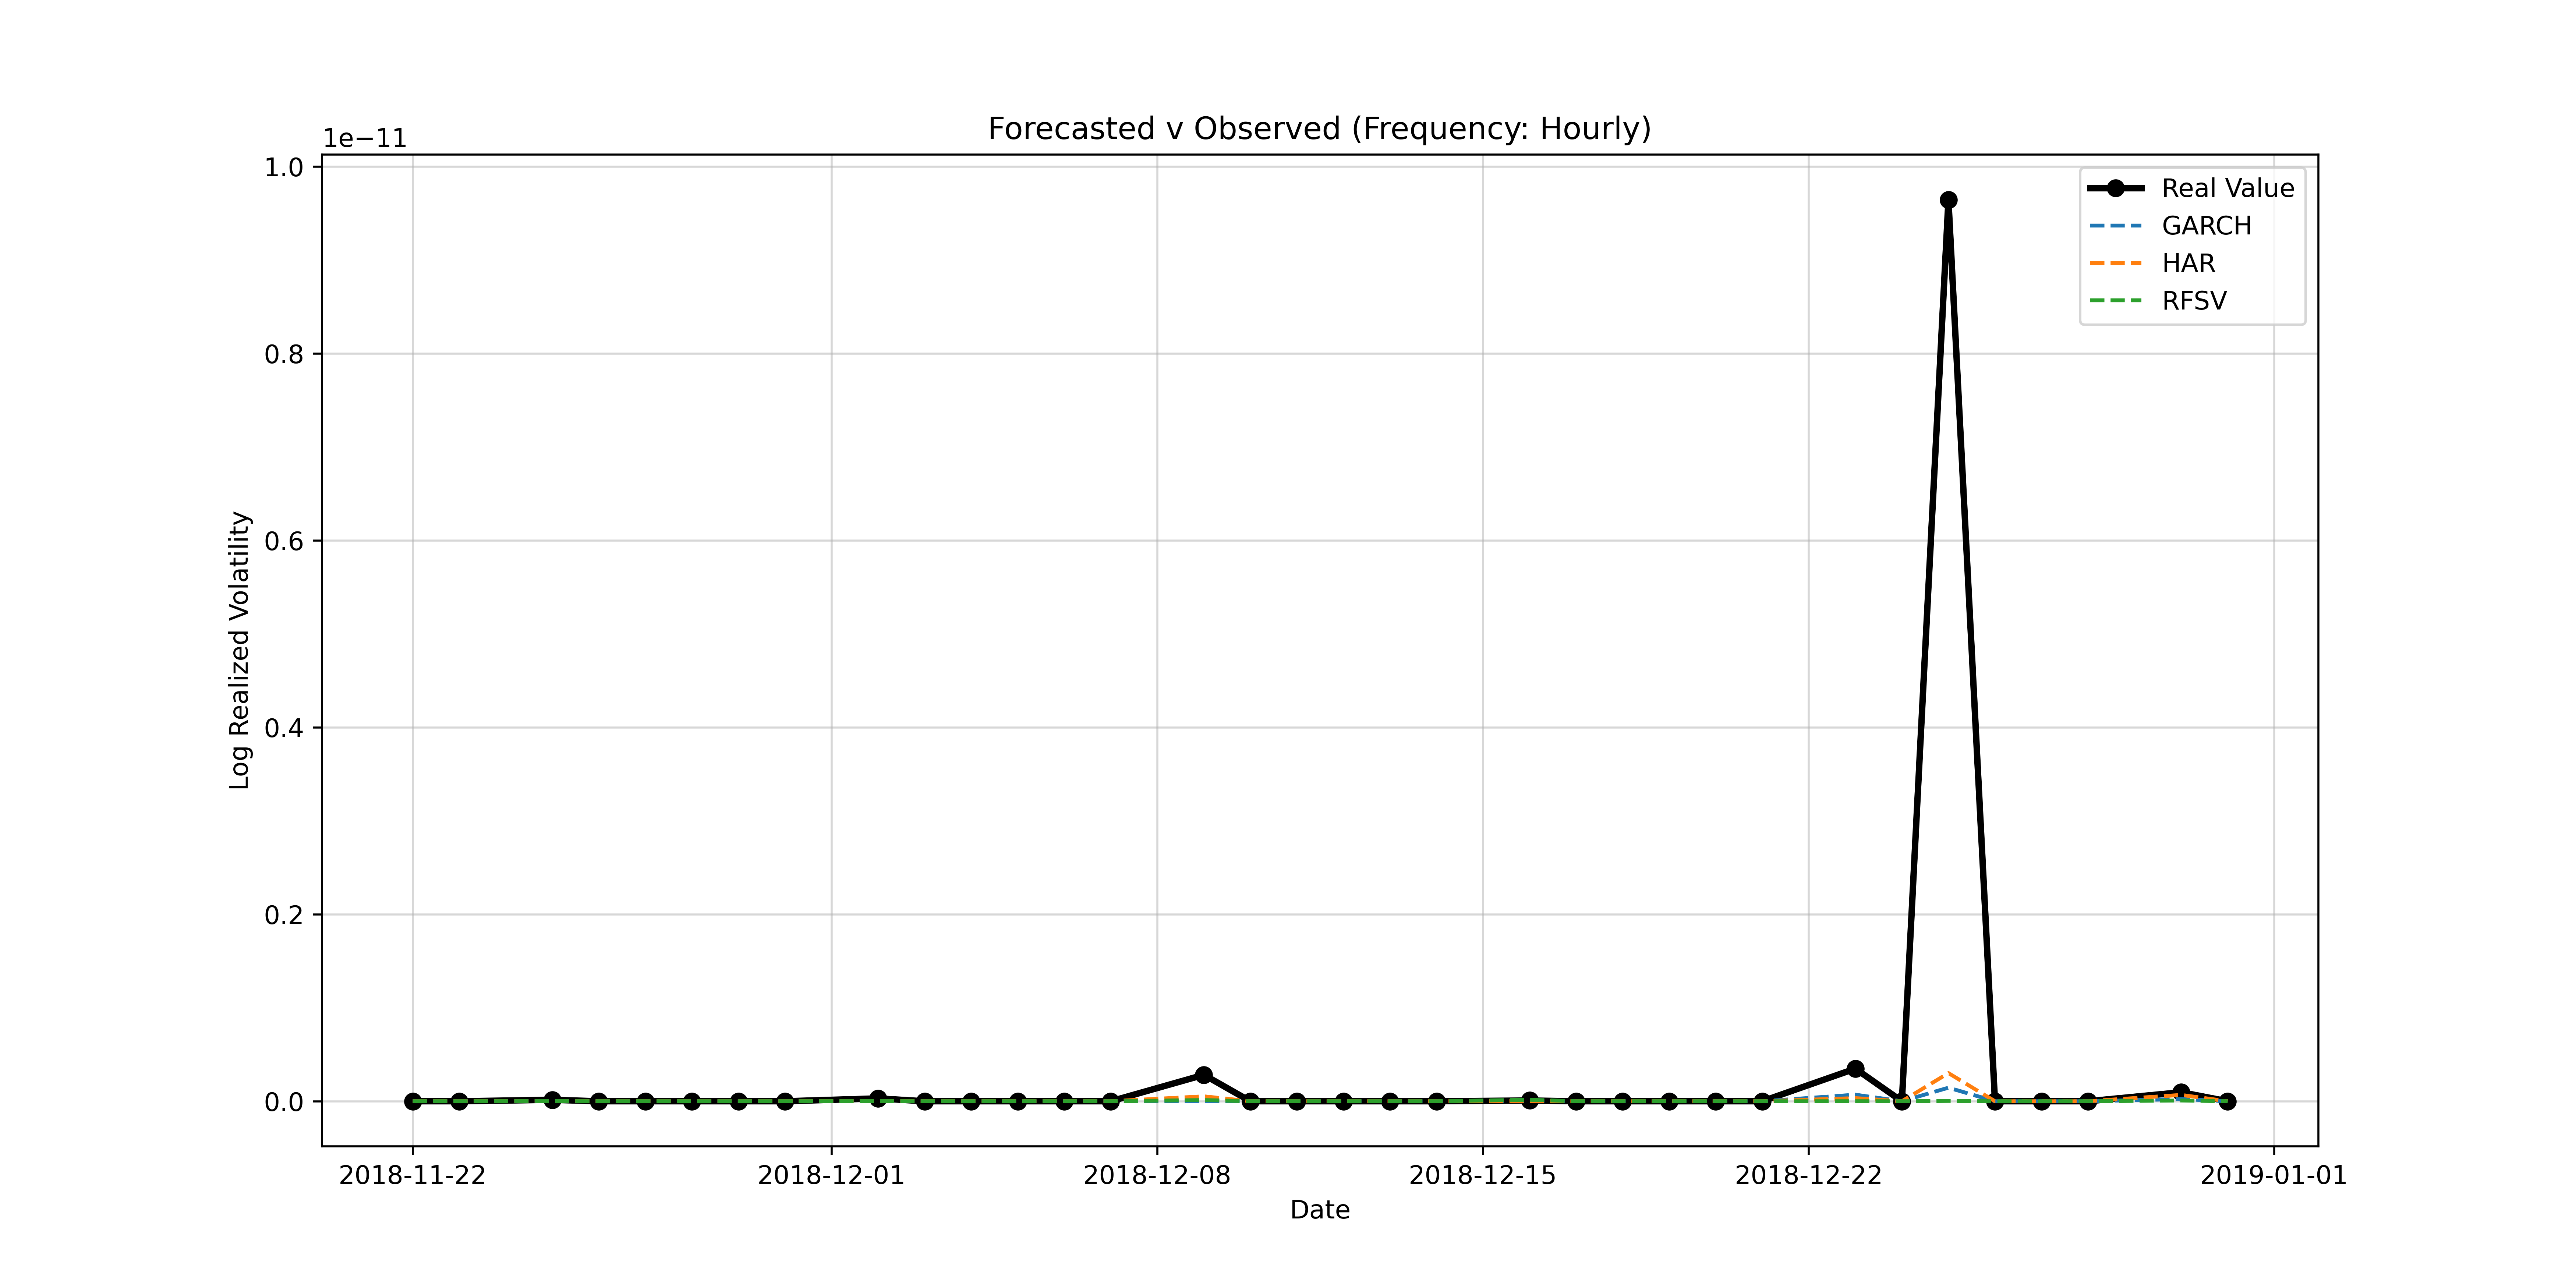 Forecasted v Observed (Frequency: Hourly)
1e−11
1.0
0.8
0.6
0.4
0.2
0.0
Log Realized Volatility
Real Value
GARCH
HAR
RFSV
2018-11-22
2018-12-01
2018-12-08
2018-12-15
2018-12-22
2019-01-01
Date